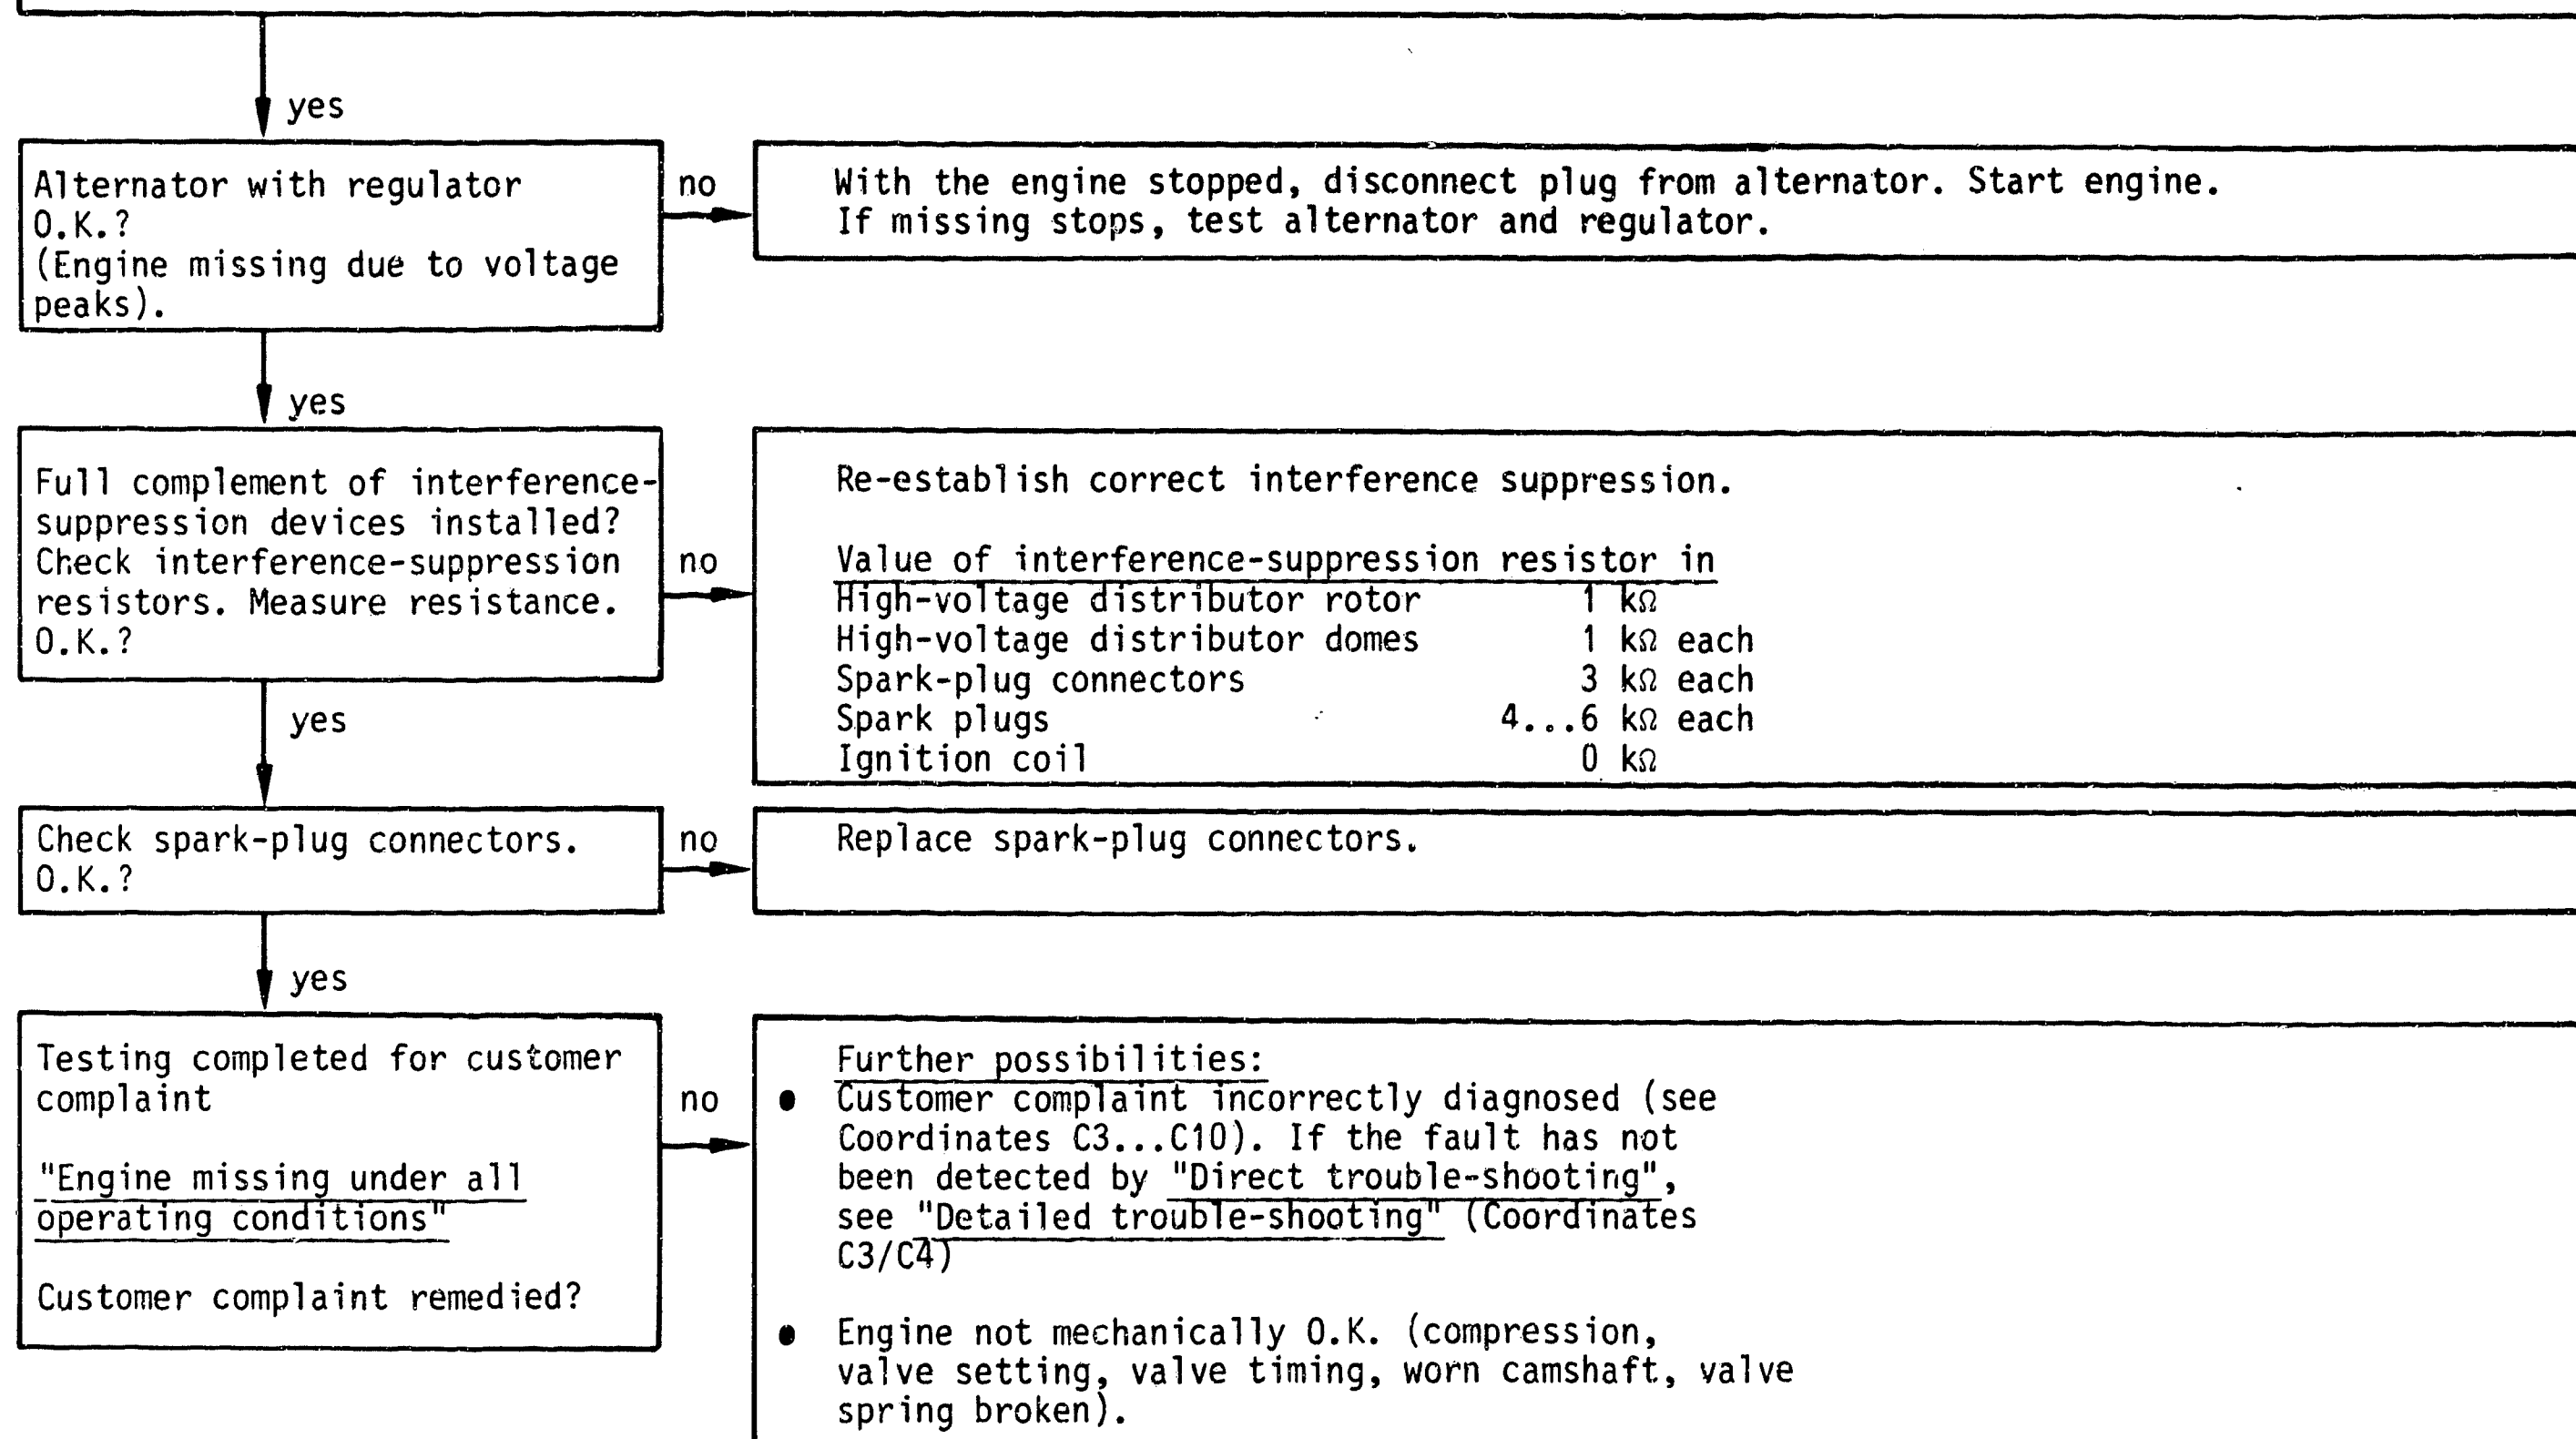 yes
Alternator with regulator
O.K.?
(Engine missing due to voltage
peaks).
no
With the engine stopped, disconnect plug from alternator. Start engine.
If missing stops, test alternator and regulator.
yes
Full complement of interference-
suppression devices installed?
Check interference-suppression
resistors. Measure resistance.
O.K.?
no
Re-establish correct interference suppression.
Value of interference-suppression resistor in
High-voltage distributor rotor 1 kΩ
High-voltage distributor domes 1 kΩ each
Spark-plug connectors 3 kΩ each
Spark plugs 4...6 kΩ each
Ignition coil 0 kΩ
yes
Check spark-plug connectors.
O.K.?
no
Replace spark-plug connectors.
yes
Testing completed for customer
complaint
"Engine missing under all
operating conditions"
Customer complaint remedied?
no
Further possibilities:
● Customer complaint incorrectly diagnosed (see
Coordinates C3...C10). If the fault has not
been detected by "Direct trouble-shooting",
see "Detailed trouble-shooting" (Coordinates
C3/C4)
● Engine not mechanically O.K. (compression,
valve setting, valve timing, worn camshaft, valve
spring broken).